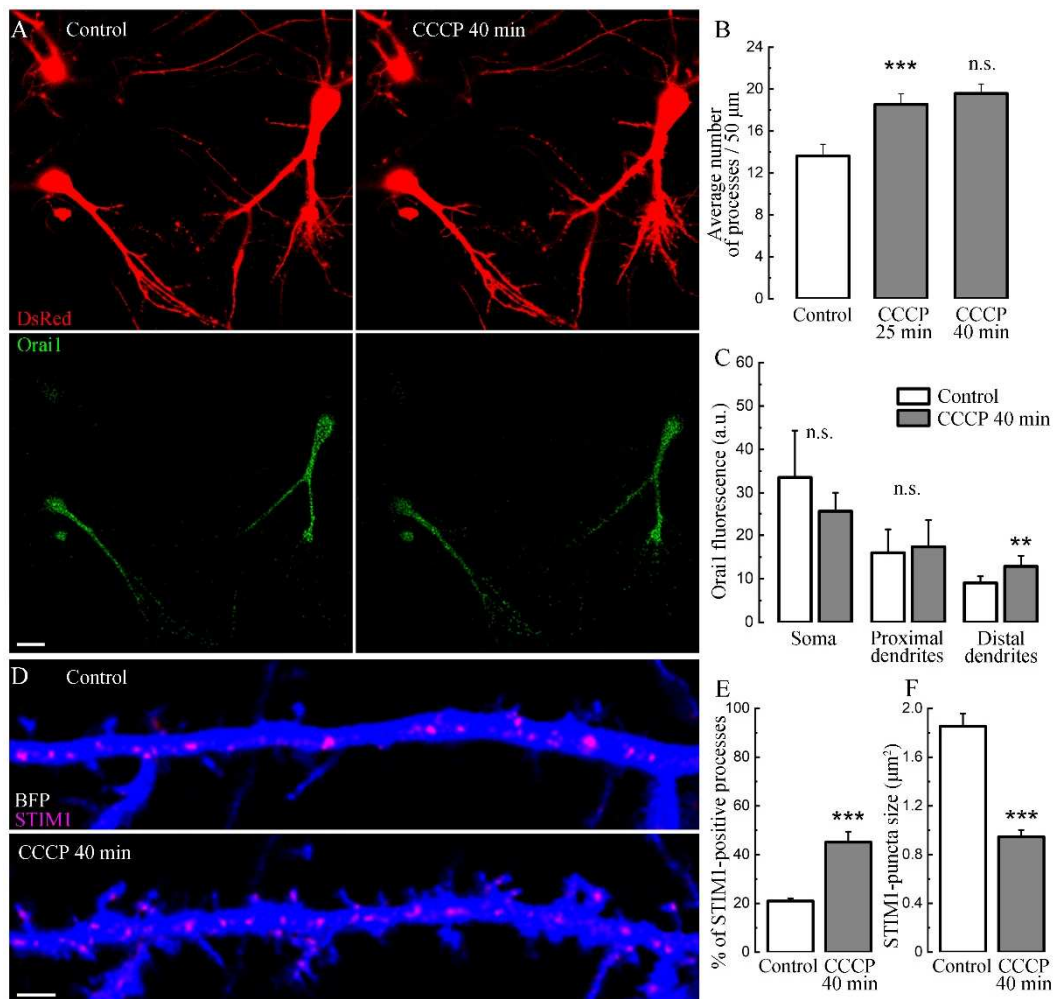 A
Control
CCCP 40 min
DsRed
Orai1
B
Average number
of processes / 50 µm
24
20
16
12
8
4
0
***
n.s.
Control
CCCP
25 min
CCCP
40 min
C
Orai1 fluorescence (a.u.)
60
50
40
30
20
10
0
Control
CCCP 40 min
n.s.
n.s.
**
Soma
Proximal
dendrites
Distal
dendrites
D
Control
BFP
STIM1
CCCP 40 min
E
% of STIM1-positive processes
100
80
60
40
20
0
***
Control
CCCP
40 min
F
STIM1-puncta size (µm²)
2.0
1.6
1.2
0.8
0.4
0
***
Control
CCCP
40 min